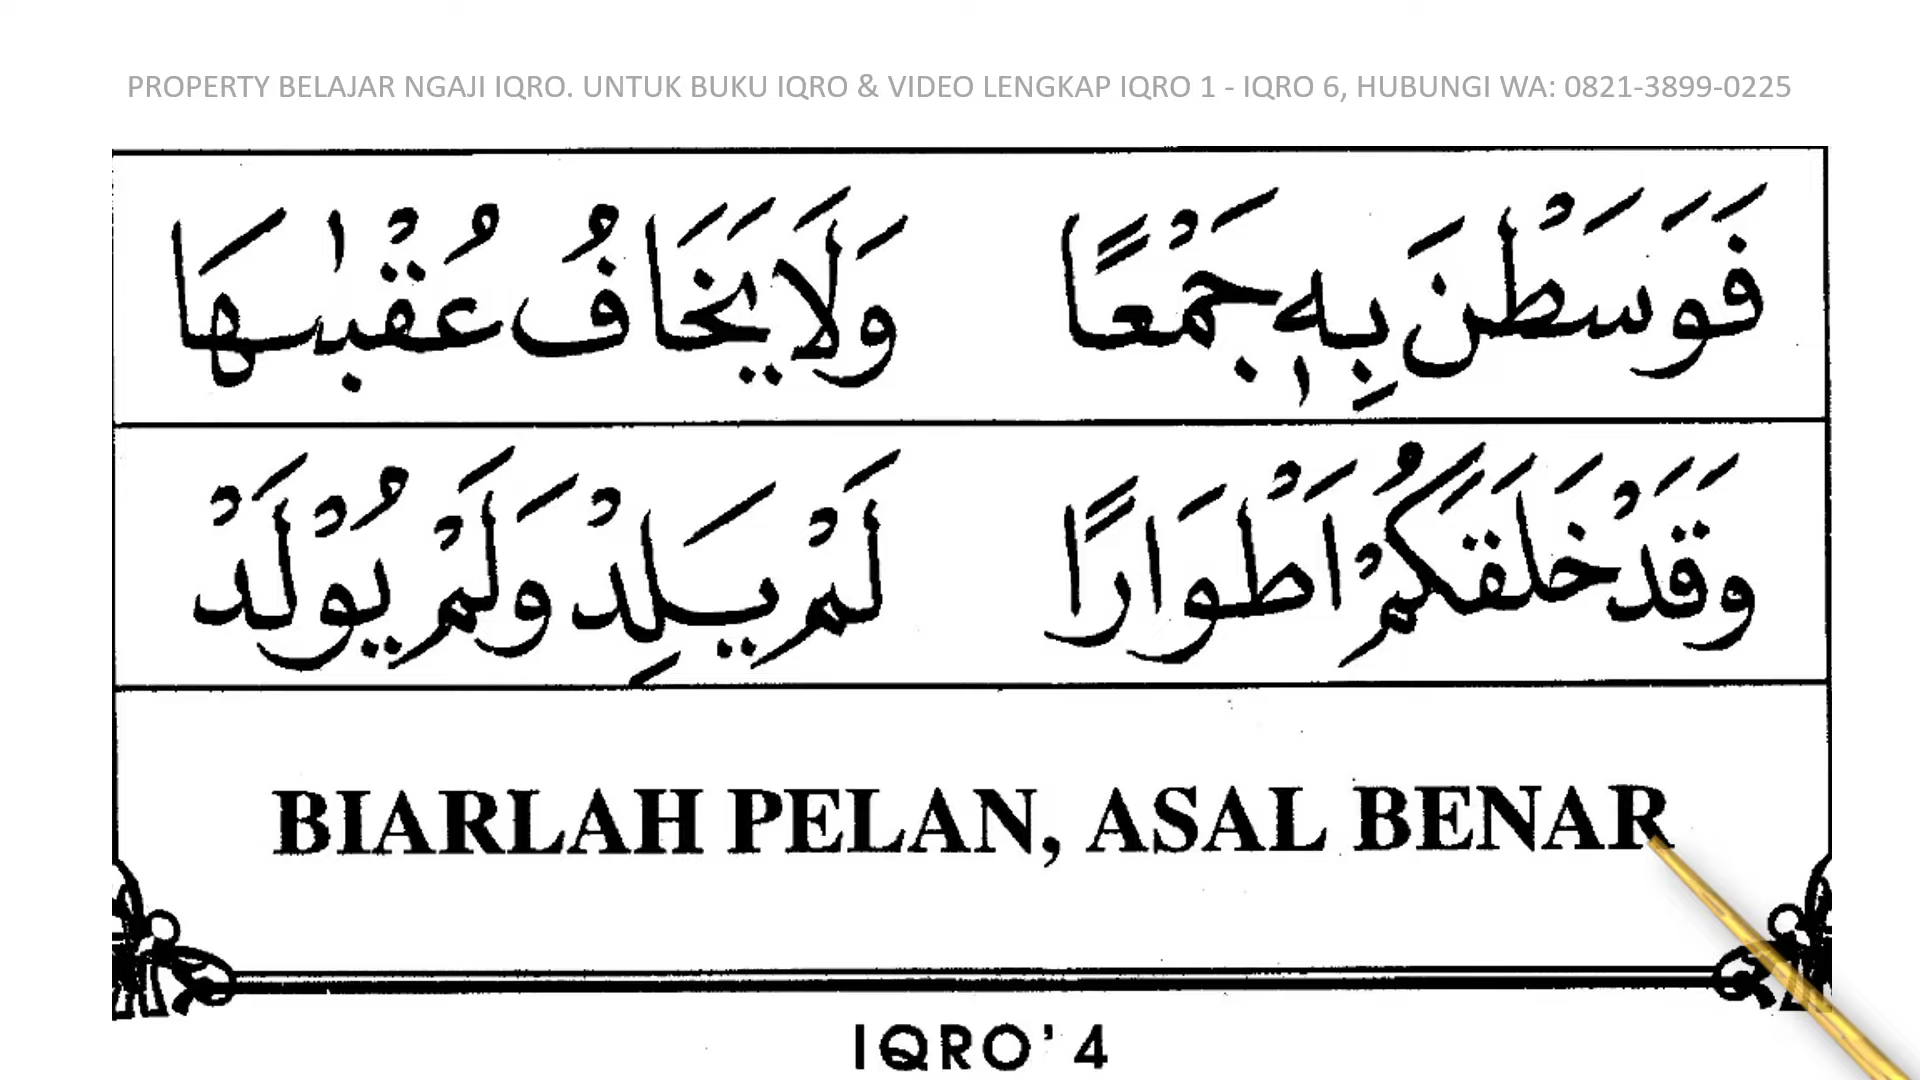 PROPERTY BELAJAR NGAJI IQRO. UNTUK BUKU IQRO & VIDEO LENGKAP IQRO 1 - IQRO 6, HUBUNGI WA: 0821-3899-0225
فَوَسَطْنَ بِهٖ جَمْعًا وَلَا يَخَافُ عُقْبٰىهَا
وَقَدْ خَلَقَكُمْ اَطْوَارًا لَمْ يَلِدْ وَلَمْ يُوْلَدْ
BIARLAH PELAN, ASAL BENAR
IQRO' 4